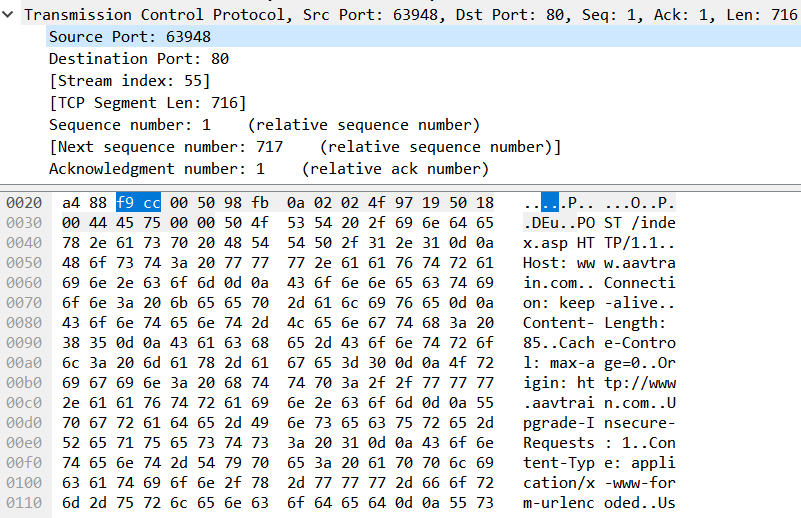 Transmission Control Protocol, Src Port: 63948, Dst Port: 80, Seq: 1, Ack: 1, Len: 716
Source Port: 63948
Destination Port: 80
[Stream index: 55]
[TCP Segment Len: 716]
Sequence number: 1    (relative sequence number)
[Next sequence number: 717    (relative sequence number)]
Acknowledgment number: 1    (relative ack number)
0020  a4 88 f9 cc 00 50 98 fb  0a 02 02 4f 97 19 50 18   .....P.. ...O..P.
0030  00 44 45 75 00 00 50 4f  53 54 20 2f 69 6e 64 65   .DEu..PO ST /inde
0040  78 2e 61 73 70 20 48 54  54 50 2f 31 2e 31 0d 0a   x.asp HT TP/1.1..
0050  48 6f 73 74 3a 20 77 77  77 2e 61 61 76 74 72 61   Host: ww w.aavtra
0060  69 6e 2e 63 6f 6d 0d 0a  43 6f 6e 6e 65 63 74 69   in.com.. Connecti
0070  6f 6e 3a 20 6b 65 65 70  2d 61 6c 69 76 65 0d 0a   on: keep -alive..
0080  43 6f 6e 74 65 6e 74 2d  4c 65 6e 67 74 68 3a 20   Content- Length:
0090  38 35 0d 0a 43 61 63 68  65 2d 43 6f 6e 74 72 6f   85..Cach e-Contro
00a0  6c 3a 20 6d 61 78 2d 61  67 65 3d 30 0d 0a 4f 72   l: max-a ge=0..Or
00b0  69 67 69 6e 3a 20 68 74  74 70 3a 2f 2f 77 77 77   igin: ht tp://www
00c0  2e 61 61 76 74 72 61 69  6e 2e 63 6f 6d 0d 0a 55   .aavtrai n.com..U
00d0  70 67 72 61 64 65 2d 49  6e 73 65 63 75 72 65 2d   pgrade-I nsecure-
00e0  52 65 71 75 65 73 74 73  3a 20 31 0d 0a 43 6f 6e   Requests : 1..Con
00f0  74 65 6e 74 2d 54 79 70  65 3a 20 61 70 70 6c 69   tent-Typ e: appli
0100  63 61 74 69 6f 6e 2f 78  2d 77 77 77 2d 66 6f 72   cation/x -www-for
0110  6d 2d 75 72 6c 65 6e 63  6f 64 65 64 0d 0a 55 73   m-urlenc oded..Us